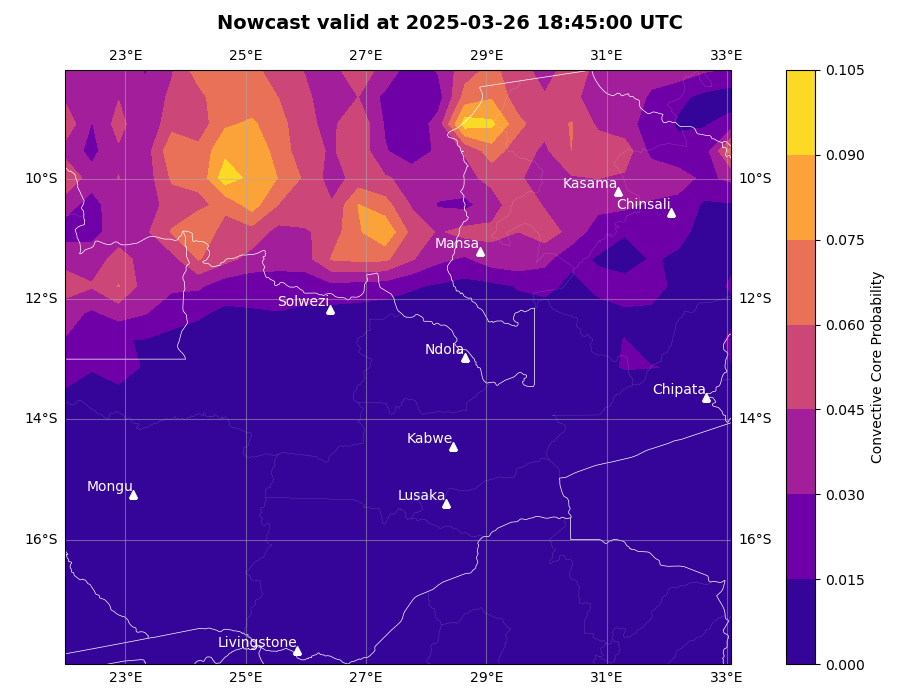 Nowcast valid at 2025-03-26 18:45:00 UTC
23°E 25°E 27°E 29°E 31°E 33°E
0.105
0.090
10°S 10°S
Kasama
Chinsali
0.075
Mansa
12°S 12°S
Solwezi
0.060
Ndola
Chipata
0.045
14°S 14°S
Kabwe
Mongu
Lusaka
0.030
16°S 16°S
0.015
Livingstone
0.000
23°E 25°E 27°E 29°E 31°E 33°E
Convective Core Probability